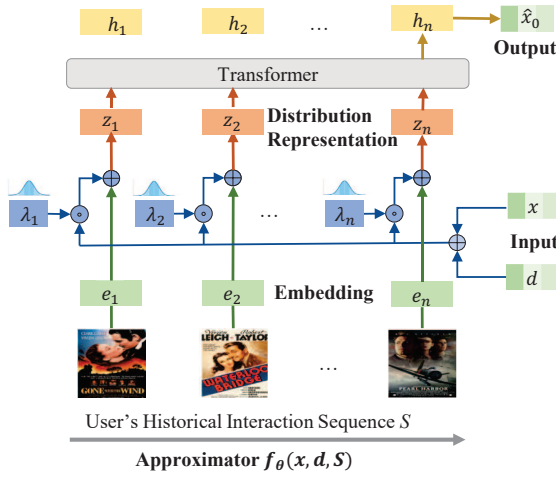 h₁ h₂ ... hₙ x̂₀
Output
Transformer
z₁ z₂ zₙ
Distribution
Representation
λ₁ λ₂ ... λₙ x
Input
d
e₁ e₂ Embedding eₙ
GONE WITH THE WIND
LEIGH TAYLOR
WATERLOO
BRIDGE
...
PEARL HARBOR
User's Historical Interaction Sequence S
Approximator f_θ(x, d, S)